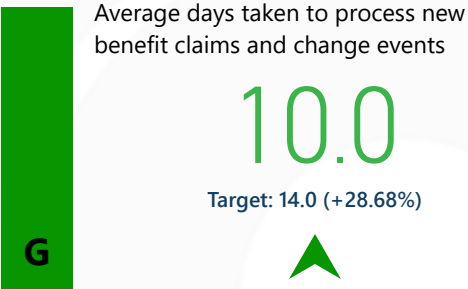 Average days taken to process new
benefit claims and change events
10.0
Target: 14.0 (+28.68%)
G